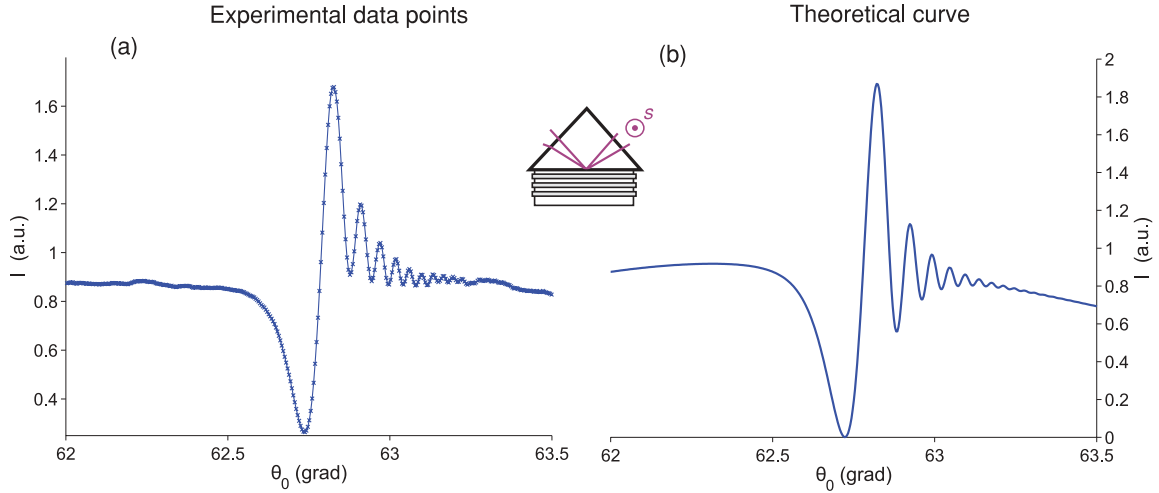 Experimental data points
Theoretical curve
(a)
(b)
S
I (a.u.)
1.6
1.4
1.2
1
0.8
0.6
0.4
62
62.5
63
63.5
θ0 (grad)
2
1.8
1.6
1.4
1.2
1
0.8
0.6
0.4
0.2
0
I (a.u.)
62
62.5
63
63.5
θ0 (grad)